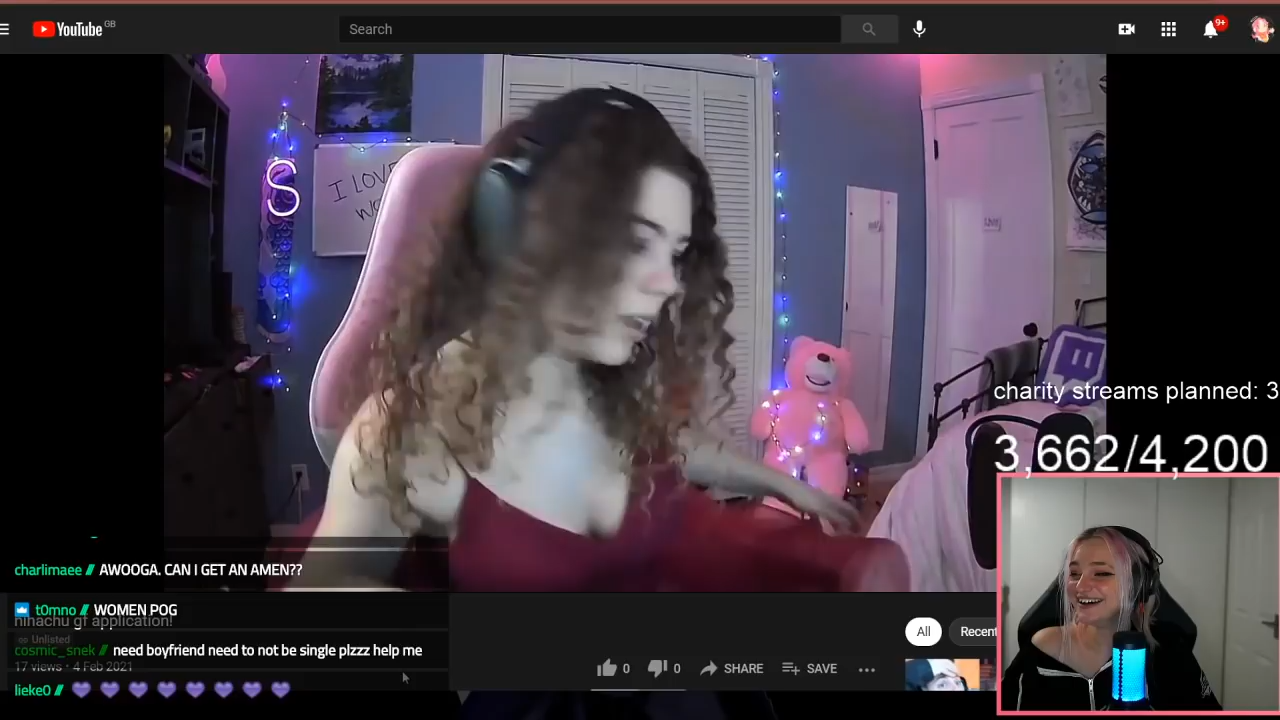 YouTube GB
Search
9+
S
I LOVE
charity streams planned: 3
3,662/4,200
charlimaee // AWOOGA. CAN I GET AN AMEN??
t0mno // WOMEN POG
nihachu gf application!
Unlisted
cosmic_snek // need boyfriend need to not be single plzzz help me
17 views • 4 Feb 2021
lieke0 // 💜 💜 💜 💜 💜 💜 💜 💜
All
Recent
0
0
SHARE
SAVE